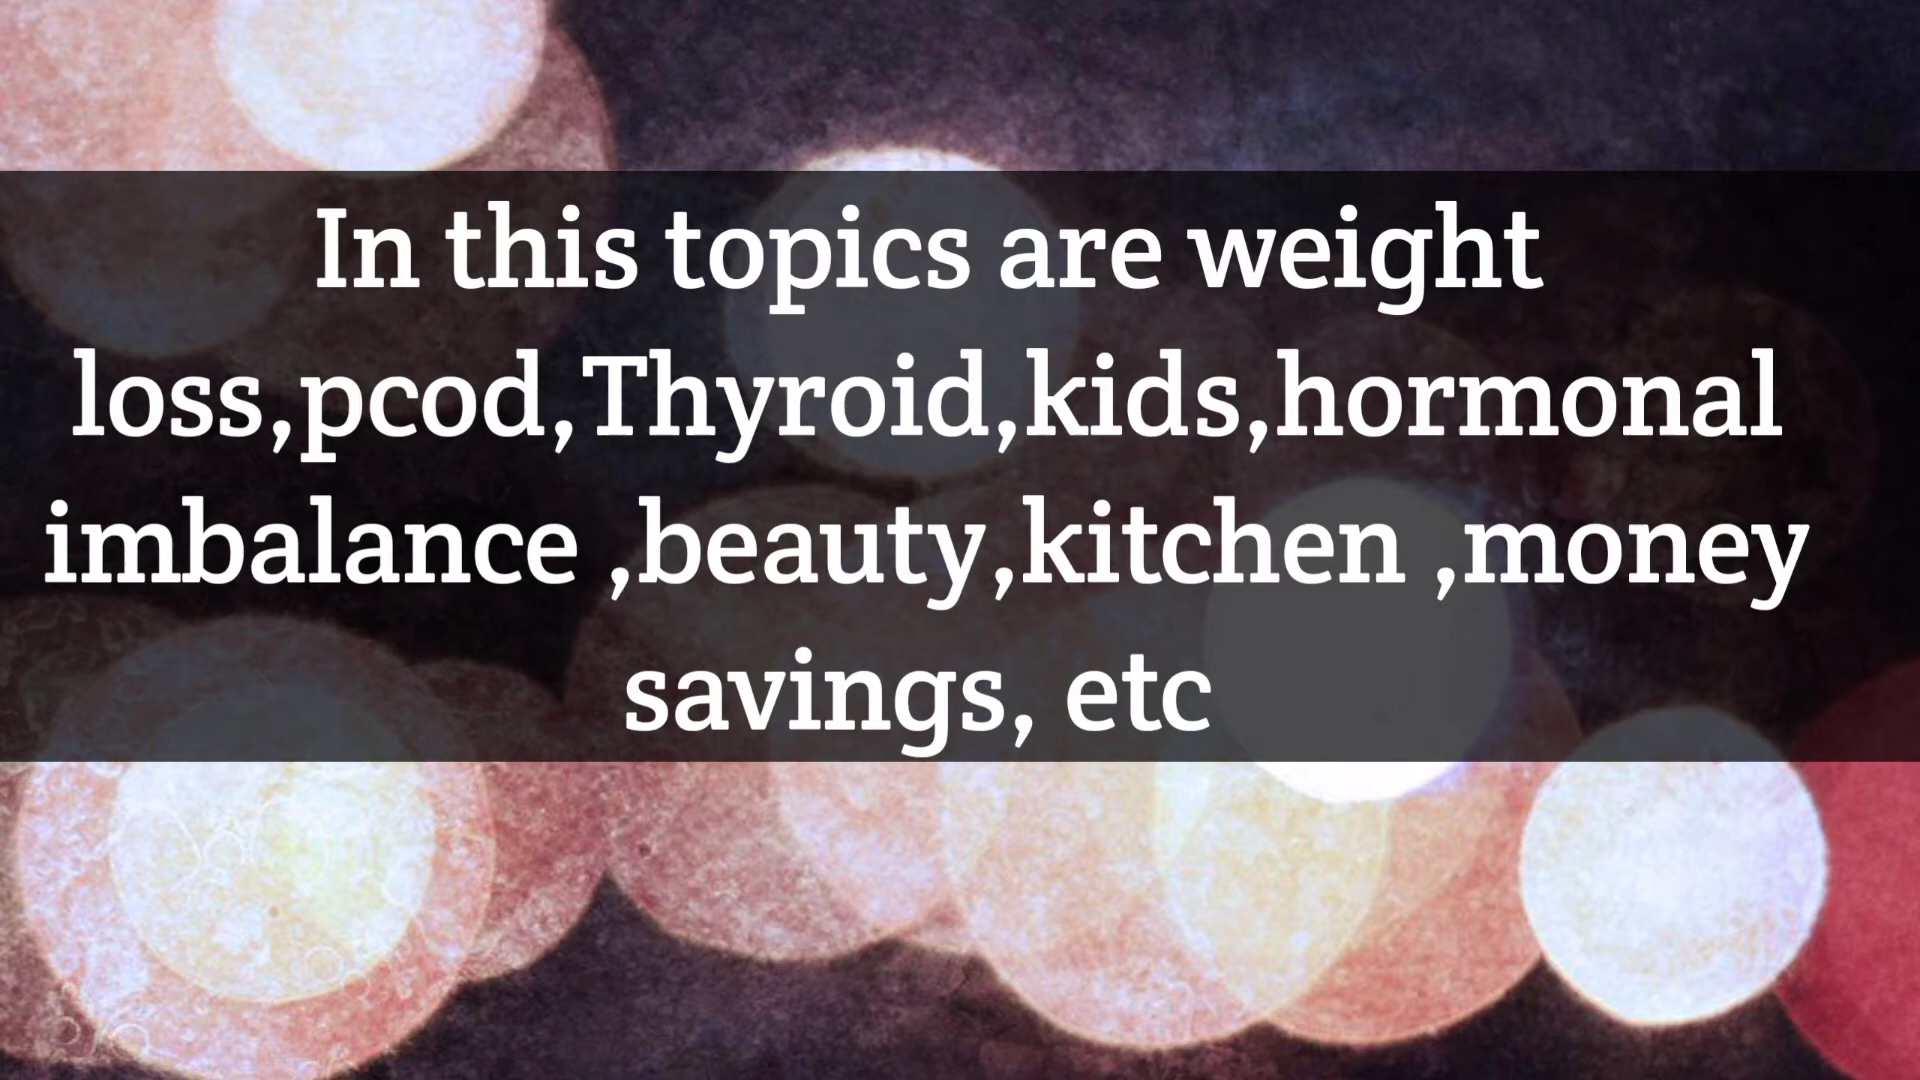 In this topics are weight
loss,pcod,Thyroid,kids,hormonal
imbalance ,beauty,kitchen ,money
savings, etc